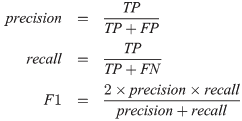 precision = TP / TP + FP
recall = TP / TP + FN
F1 = 2 × precision × recall / precision + recall